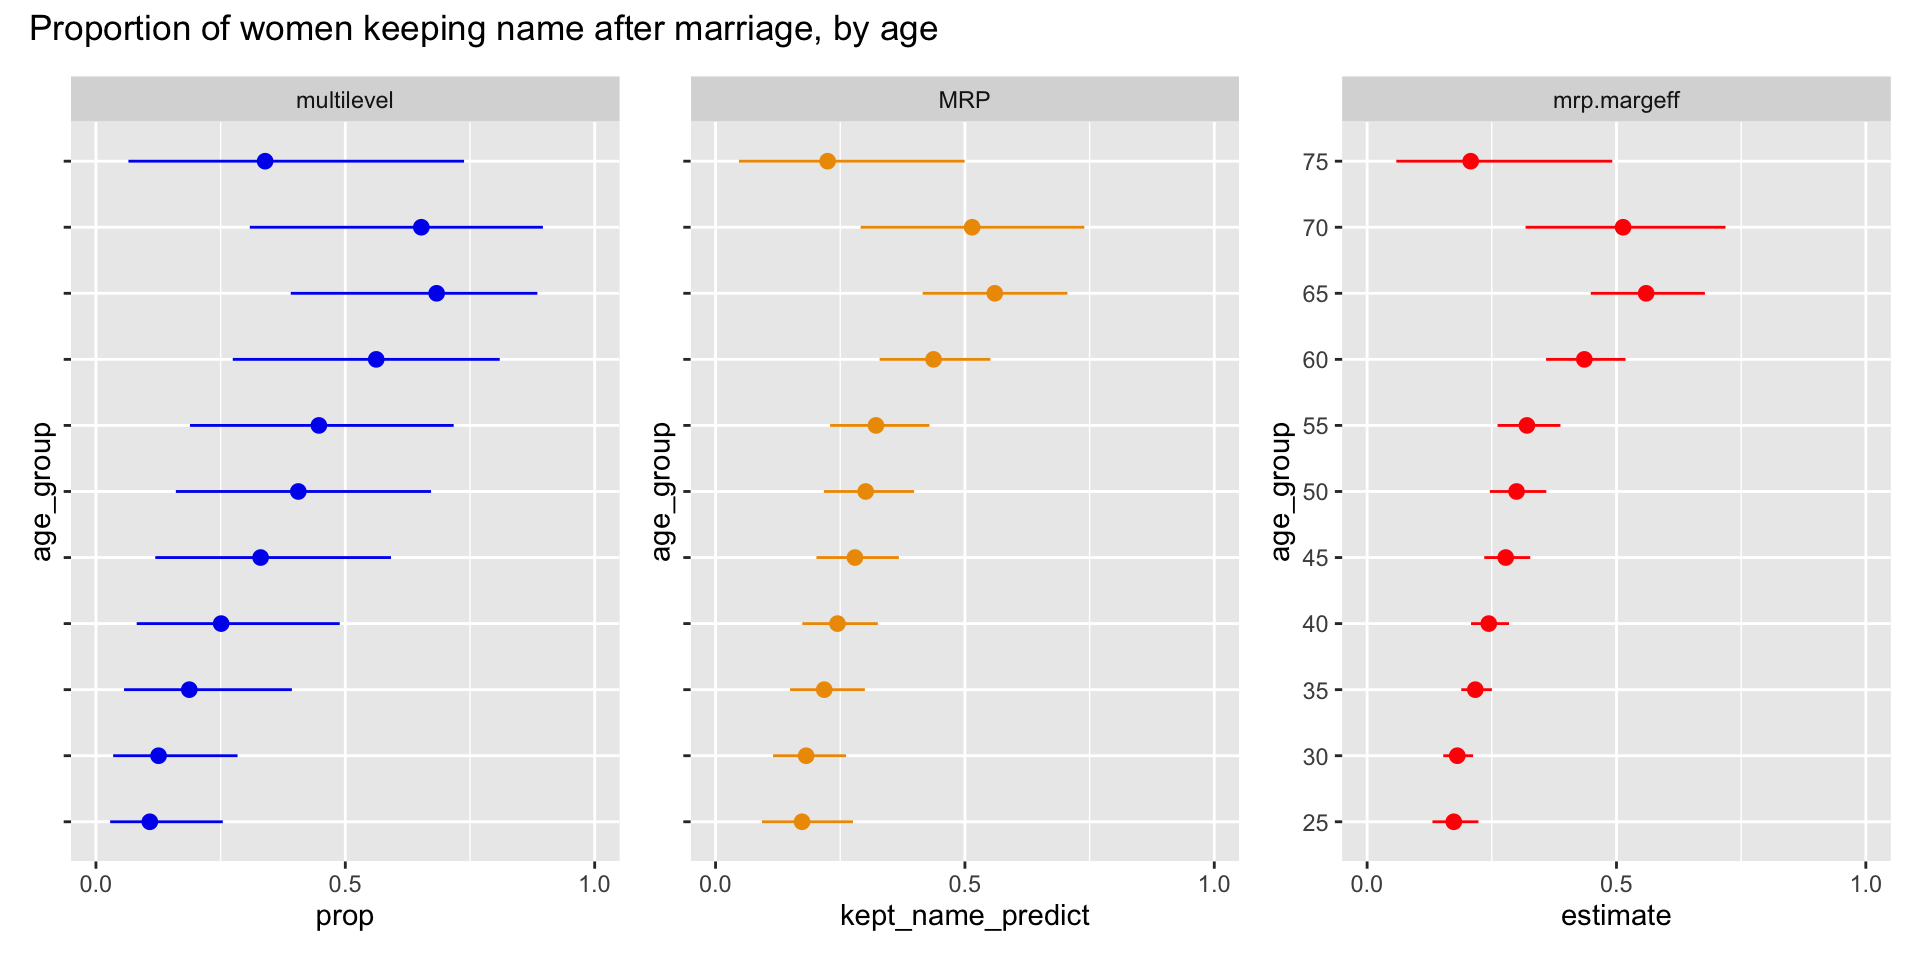 Proportion of women keeping name after marriage, by age
multilevel
MRP
mrp.margeff
age_group
age_group
age_group
75
70
65
60
55
50
45
40
35
30
25
0.0 0.5 1.0
0.0 0.5 1.0
0.0 0.5 1.0
prop
kept_name_predict
estimate